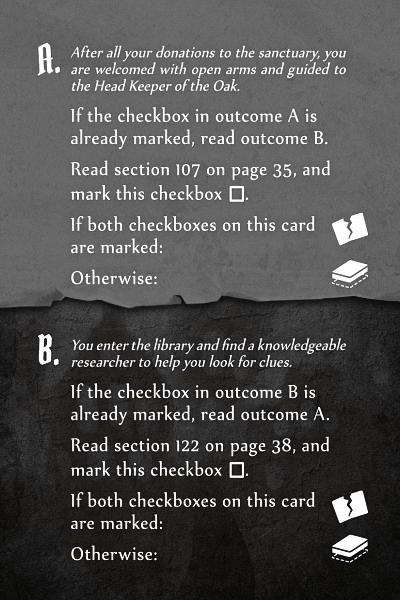 A. After all your donations to the sanctuary, you
are welcomed with open arms and guided to
the Head Keeper of the Oak.
If the checkbox in outcome A is
already marked, read outcome B.
Read section 107 on page 35, and
mark this checkbox ☐.
If both checkboxes on this card
are marked:
Otherwise:
B. You enter the library and find a knowledgeable
researcher to help you look for clues.
If the checkbox in outcome B is
already marked, read outcome A.
Read section 122 on page 38, and
mark this checkbox ☐.
If both checkboxes on this card
are marked:
Otherwise: